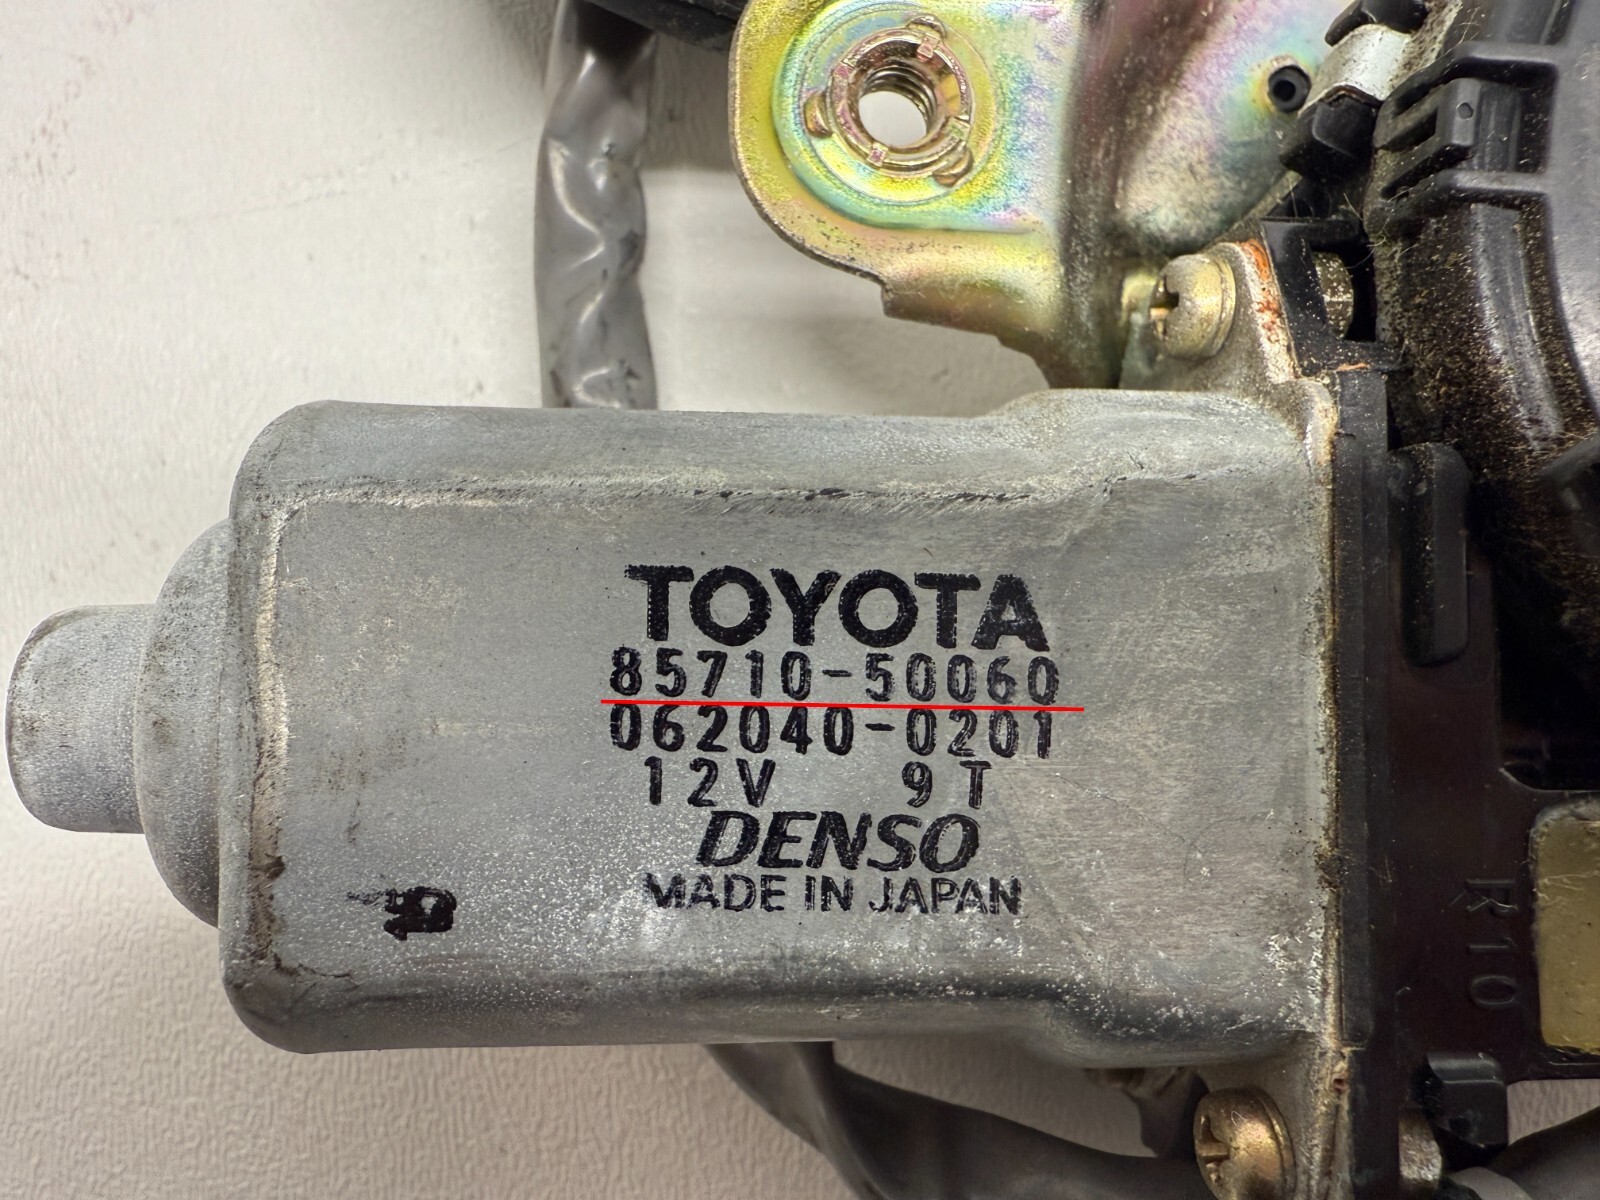 TOYOTA
85710-50060
062040-0201
12V 9T
DENSO
MADE IN JAPAN
R10